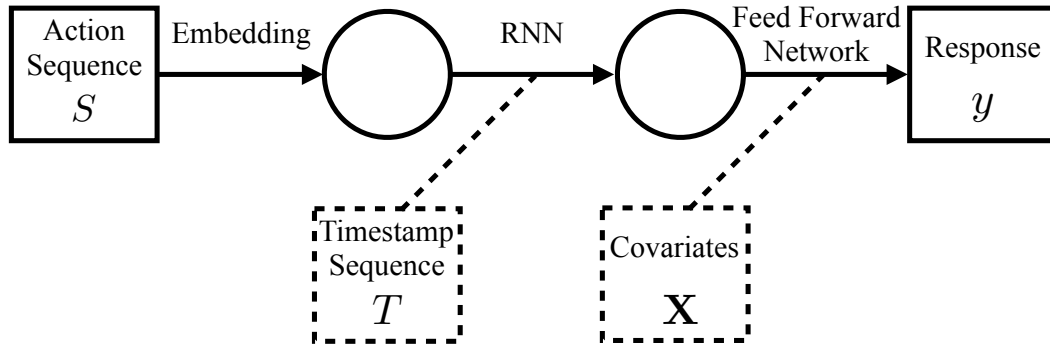 Action
Sequence
S
Embedding
RNN
Feed Forward
Network
Response
y
Timestamp
Sequence
T
Covariates
X